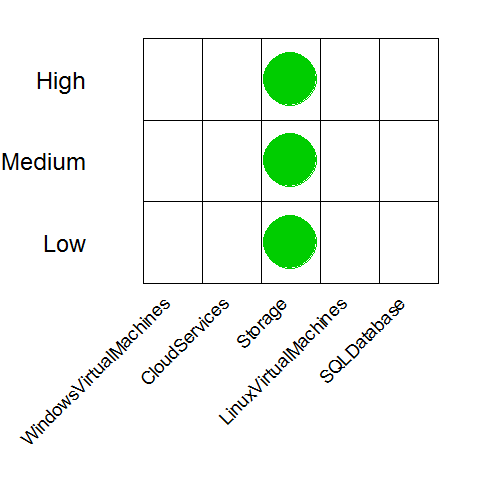 High
Medium
Low
WindowsVirtualMachines
CloudServices
Storage
LinuxVirtualMachines
SQLDatabase